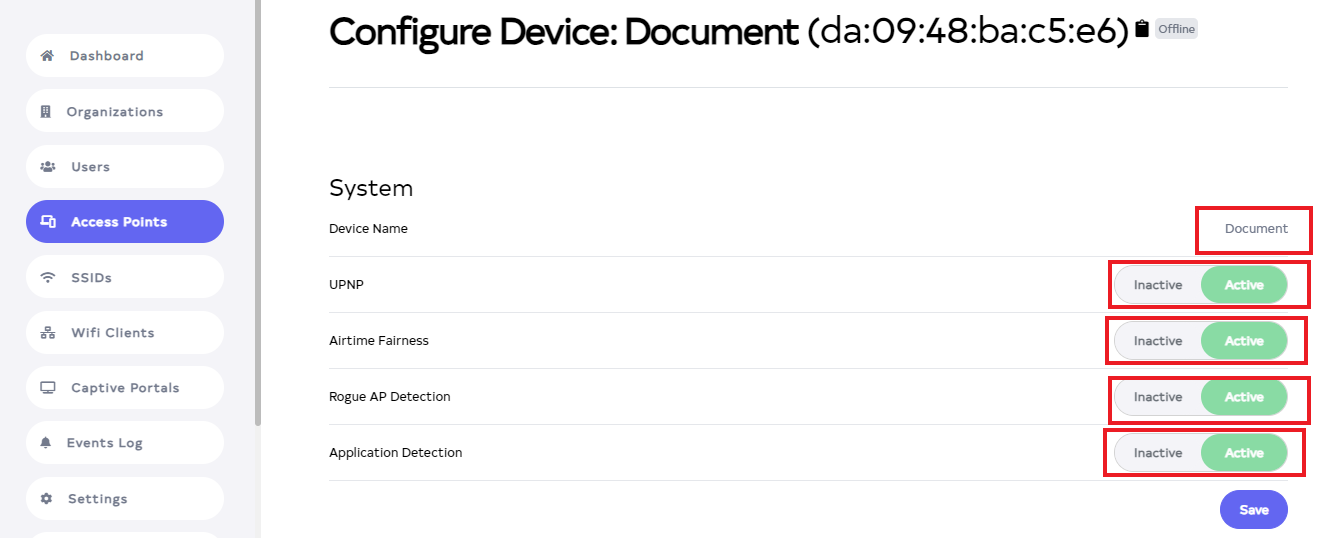 Configure Device: Document (da:09:48:ba:c5:e6) Offline
Dashboard
Organizations
Users
Access Points
SSIDs
Wifi Clients
Captive Portals
Events Log
Settings
System
Device Name Document
UPNP Inactive Active
Airtime Fairness Inactive Active
Rogue AP Detection Inactive Active
Application Detection Inactive Active
Save